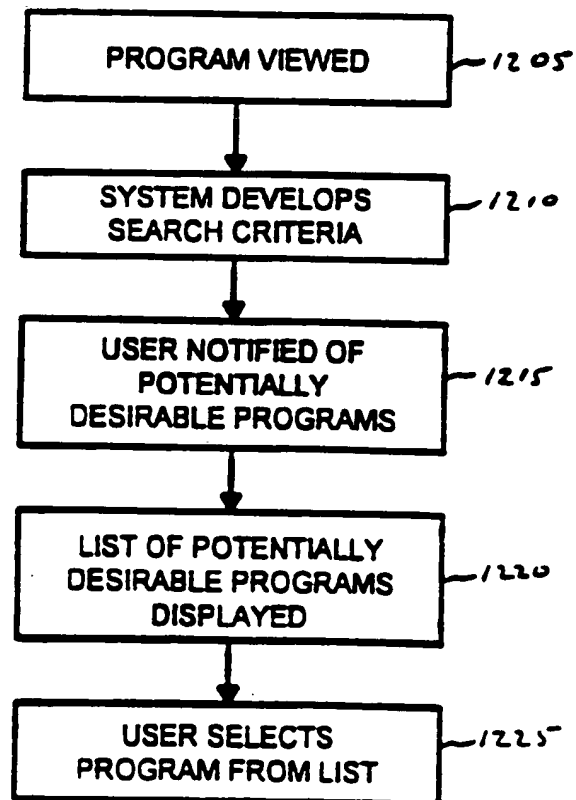 PROGRAM VIEWED
1205
SYSTEM DEVELOPS
SEARCH CRITERIA
1210
USER NOTIFIED OF
POTENTIALLY
DESIRABLE PROGRAMS
1215
LIST OF POTENTIALLY
DESIRABLE PROGRAMS
DISPLAYED
1220
USER SELECTS
PROGRAM FROM LIST
1225